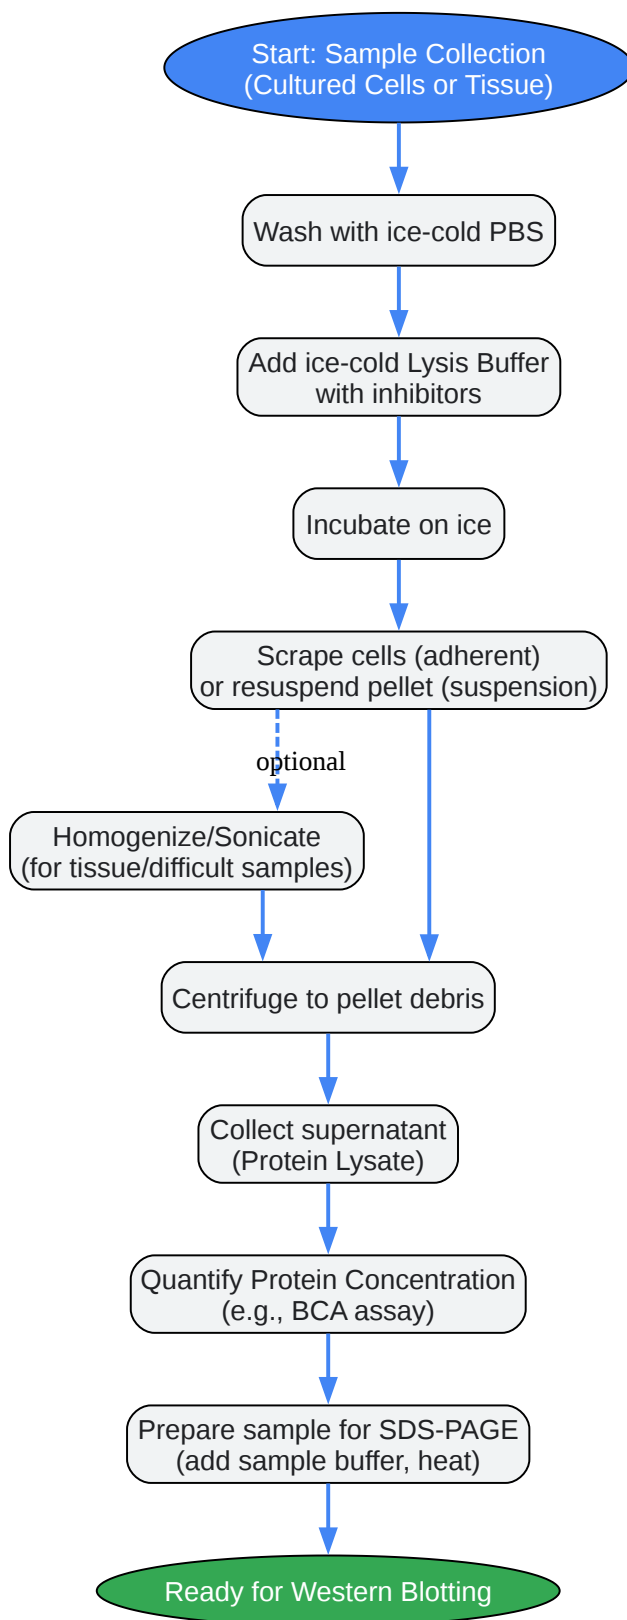 Start: Sample Collection
(Cultured Cells or Tissue)
Wash with ice-cold PBS
Add ice-cold Lysis Buffer
with inhibitors
Incubate on ice
Scrape cells (adherent)
or resuspend pellet (suspension)
optional
Homogenize/Sonicate
(for tissue/difficult samples)
Centrifuge to pellet debris
Collect supernatant
(Protein Lysate)
Quantify Protein Concentration
(e.g., BCA assay)
Prepare sample for SDS-PAGE
(add sample buffer, heat)
Ready for Western Blotting